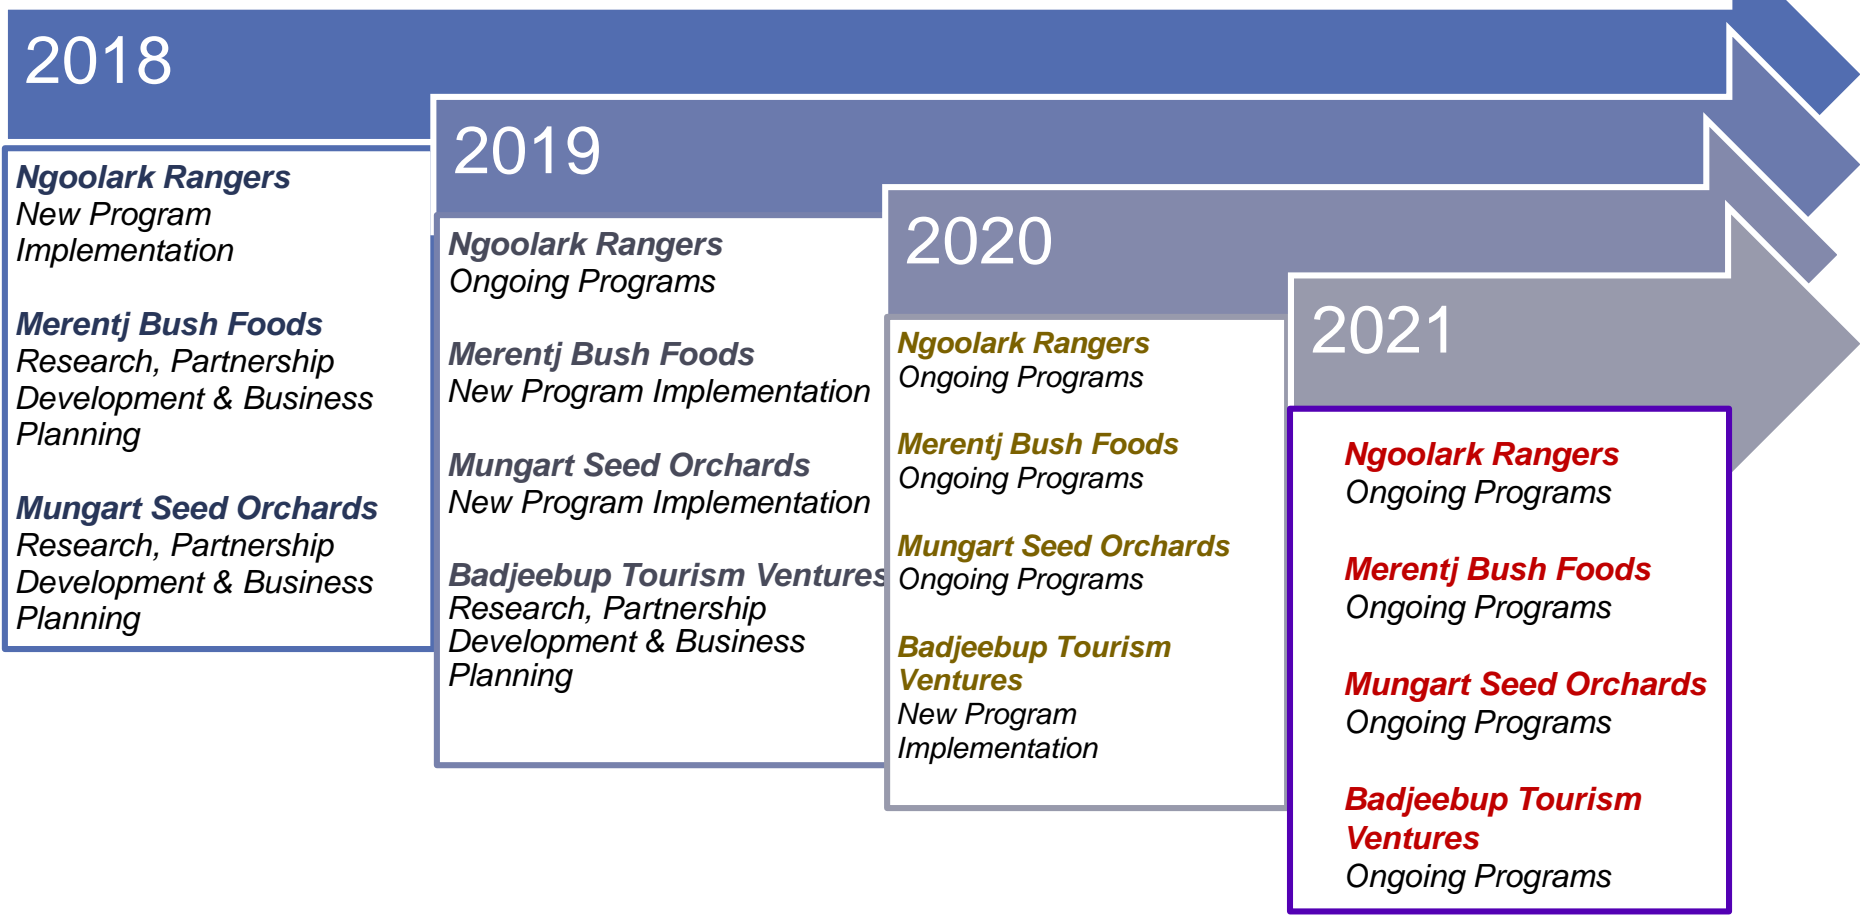 2018
Ngoolark Rangers
New Program
Implementation
Merentj Bush Foods
Research, Partnership
Development & Business
Planning
Mungart Seed Orchards
Research, Partnership
Development & Business
Planning
2019
Ngoolark Rangers
Ongoing Programs
Merentj Bush Foods
New Program Implementation
Mungart Seed Orchards
New Program Implementation
Badjeebup Tourism Ventures
Research, Partnership
Development & Business
Planning
2020
Ngoolark Rangers
Ongoing Programs
Merentj Bush Foods
Ongoing Programs
Mungart Seed Orchards
Ongoing Programs
Badjeebup Tourism
Ventures
New Program
Implementation
2021
Ngoolark Rangers
Ongoing Programs
Merentj Bush Foods
Ongoing Programs
Mungart Seed Orchards
Ongoing Programs
Badjeebup Tourism
Ventures
Ongoing Programs